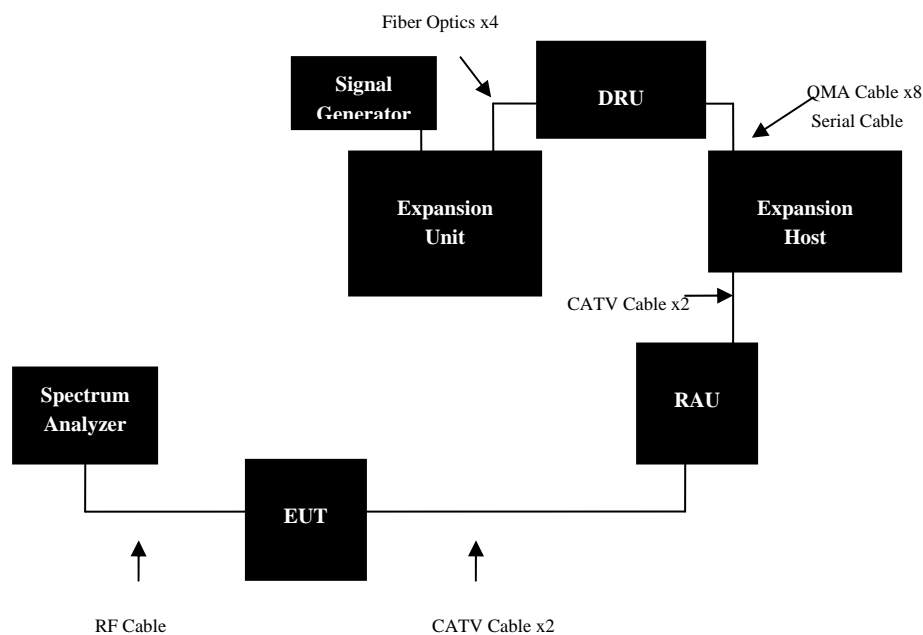 Fiber Optics x4
Signal
Generator
DRU
QMA Cable x8
Serial Cable
Expansion
Unit
Expansion
Host
CATV Cable x2
RAU
Spectrum
Analyzer
EUT
RF Cable
CATV Cable x2